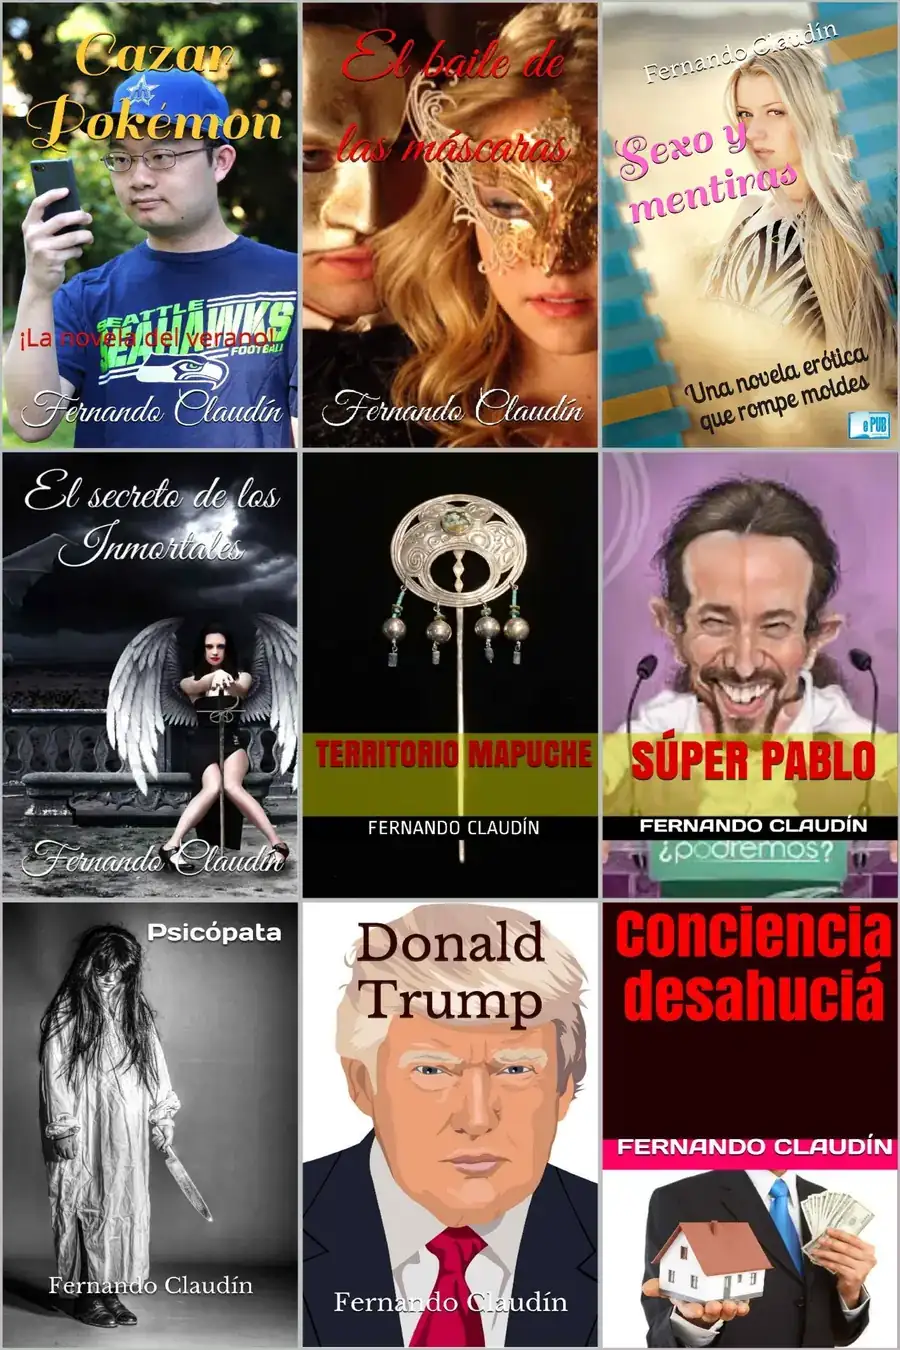 Cazar
Pokémon
SEATTLE
SEAHAWKS
FOOTBALL
¡La novela del verano!
Fernando Claudín
El baile de
las máscaras
Fernando Claudín
Fernando Claudín
Sexo y
mentiras
Una novela erótica
que rompe moldes
e PUB
El secreto de los
Inmortales
Fernando Claudín
TERRITORIO MAPUCHE
FERNANDO CLAUDÍN
SÚPER PABLO
FERNANDO CLAUDÍN
¿podremos?
Psicópata
Fernando Claudín
Donald
Trump
Fernando Claudín
Conciencia
desahuciá
FERNANDO CLAUDÍN